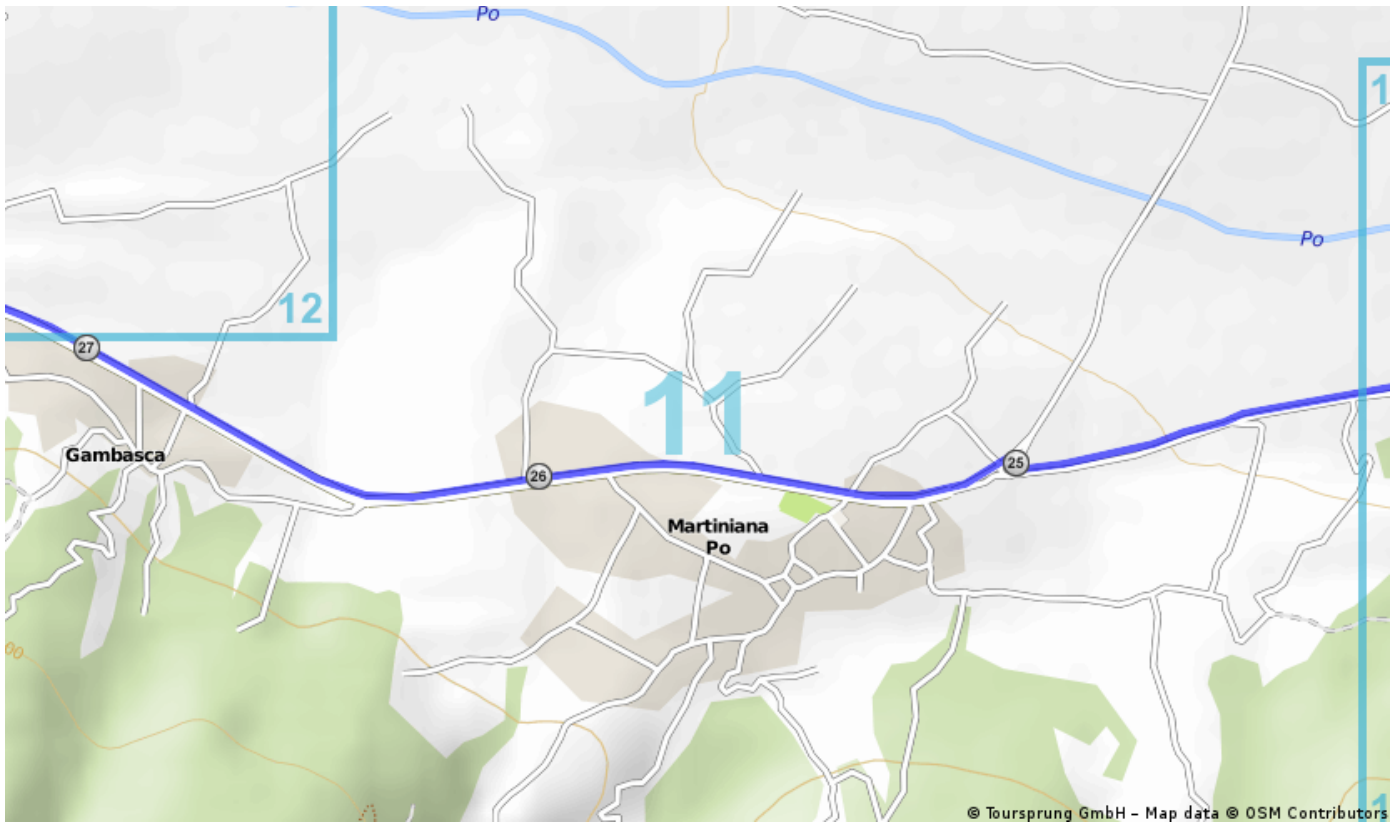 Po
1
Po
12
27
11
Gambasca
25
26
Martiniana
Po
00
1
© Toursprung GmbH – Map data © OSM Contributors